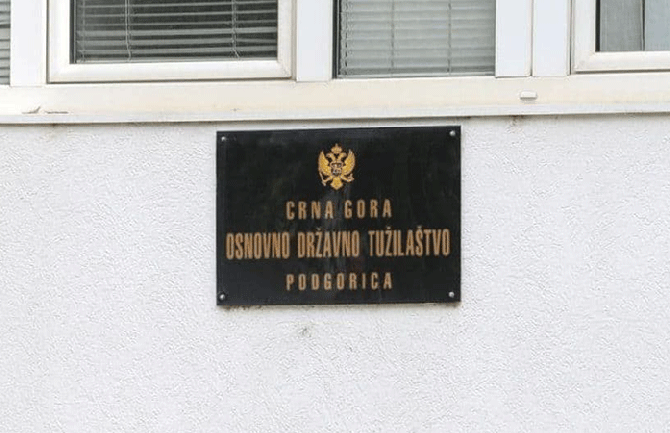 CRNA GORA
OSNOVNO DRŽAVNO TUŽILAŠTVO
PODGORICA